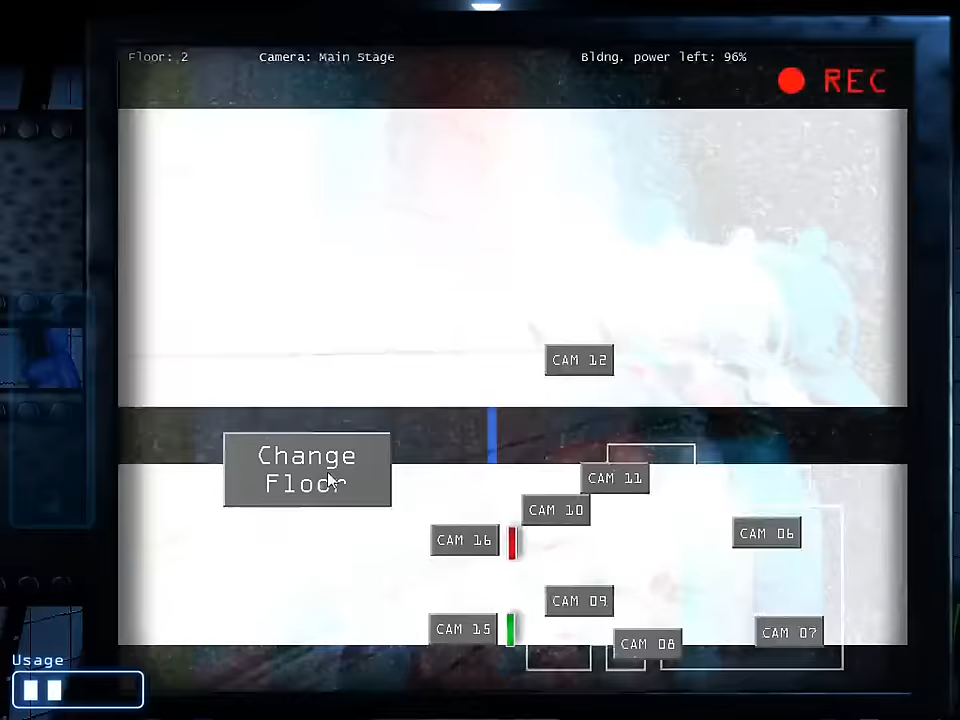 Floor: 2 Camera: Main Stage Bldng. power left: 96%
REC
CAM 12
Change
Floor
CAM 11
CAM 10
CAM 16
CAM 06
CAM 09
CAM 15
CAM 08
CAM 07
Usage